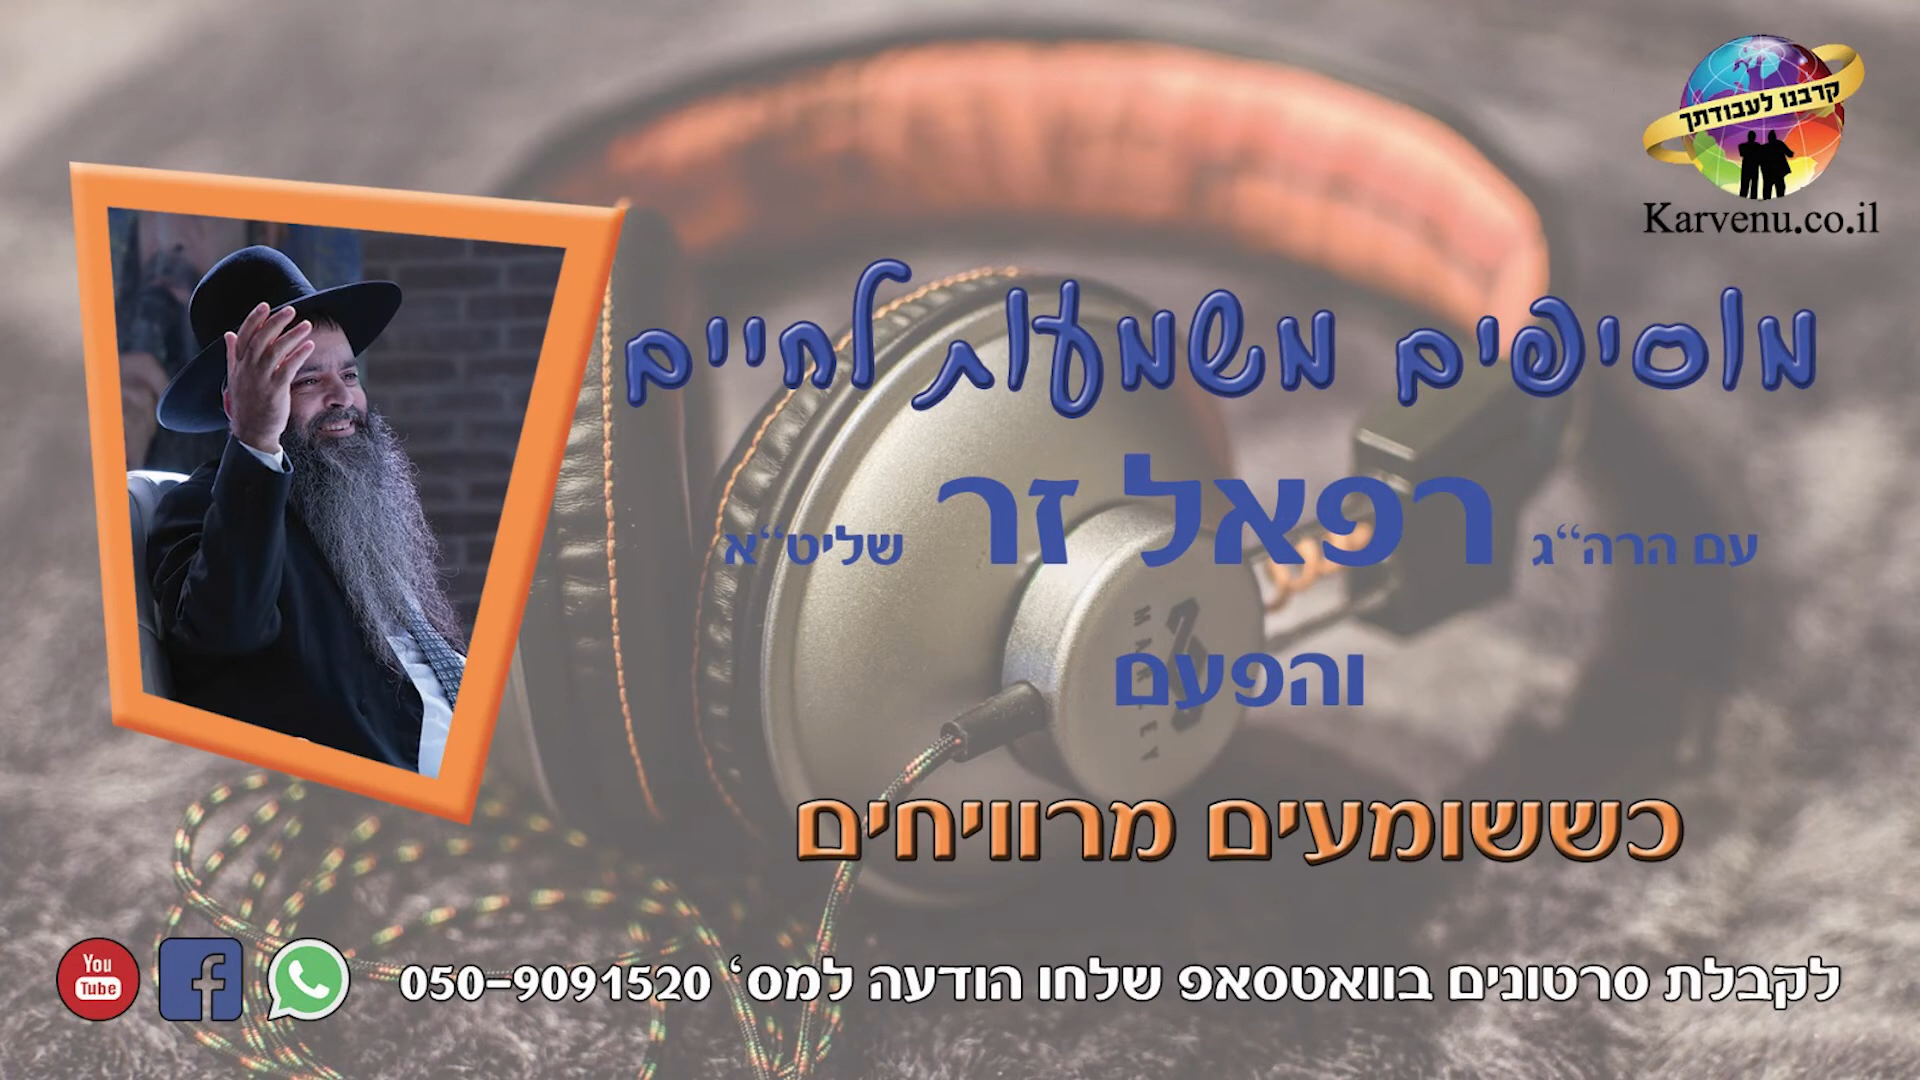 קרבנו לעבודתך
Karvenu.co.il
מוסיפים משמעות לחיים
עם הרה"ג רפאל זר שליט"א
והפעם
MARLEY
כששומעים מרוויחים
לקבלת סרטונים בוואטסאפ שלחו הודעה למס' 050-9091520
You
Tube